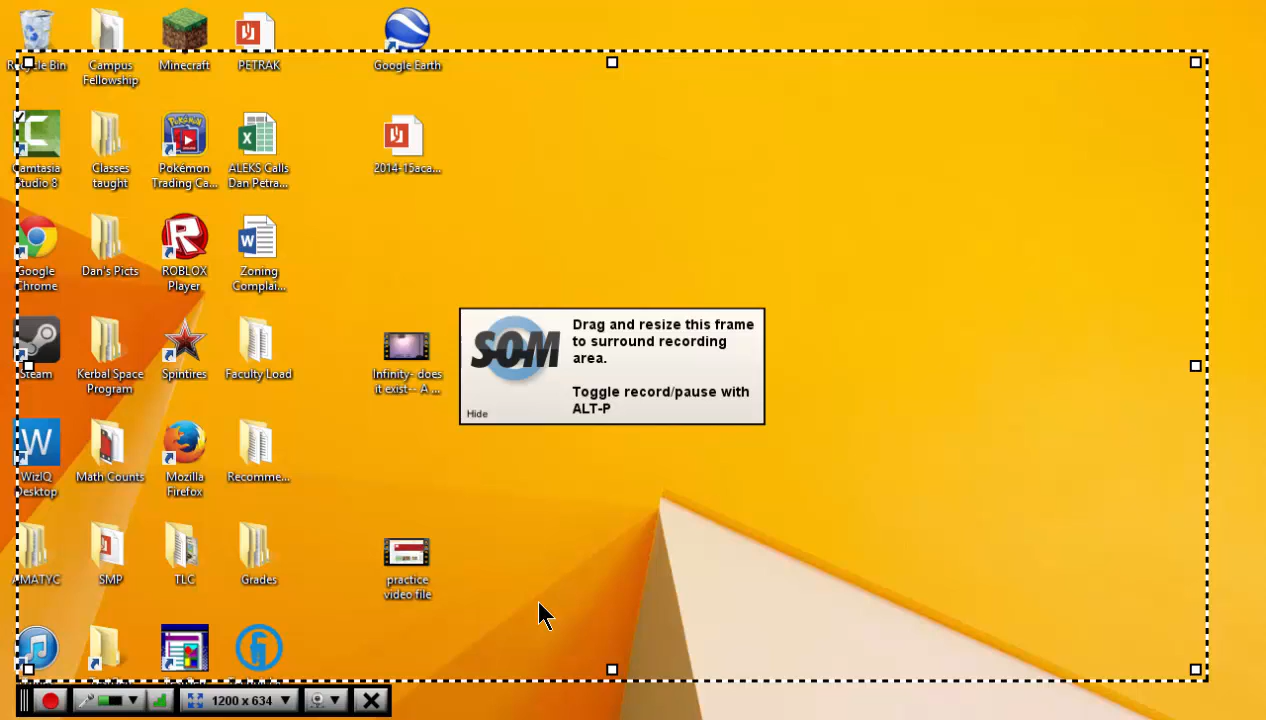 Recycle Bin
Campus
Fellowship
Minecraft
PETRAK
Google Earth
Camtasia
Studio 8
Classes
taught
Pokémon
Trading Ca...
ALEKS Calls
Dan Petra...
2014-15aca...
Google
Chrome
Dan's Picts
ROBLOX
Player
Zoning
Complai...
Steam
Kerbal Space
Program
Spintires
Faculty Load
Infinity- does
it exist-- A ...
SOM
Drag and resize this frame
to surround recording
area.
Toggle record/pause with
ALT-P
Hide
WizIQ
Desktop
Math Counts
Mozilla
Firefox
Recomme...
AMATYC
SMP
TLC
Grades
practice
video file
1200 x 634